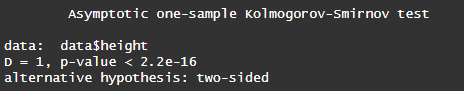 Asymptotic one-sample Kolmogorov-Smirnov test
data:  data$height
D = 1, p-value < 2.2e-16
alternative hypothesis: two-sided